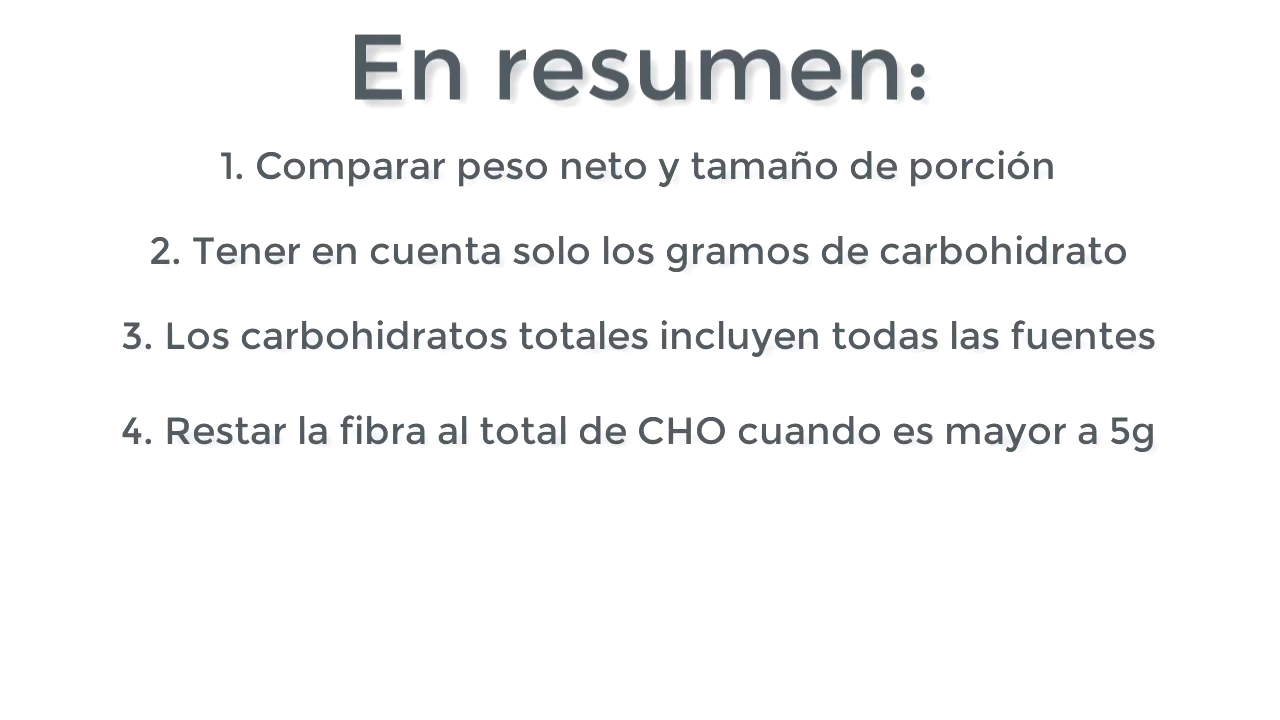 En resumen:
1. Comparar peso neto y tamaño de porción
2. Tener en cuenta solo los gramos de carbohidrato
3. Los carbohidratos totales incluyen todas las fuentes
4. Restar la fibra al total de CHO cuando es mayor a 5g